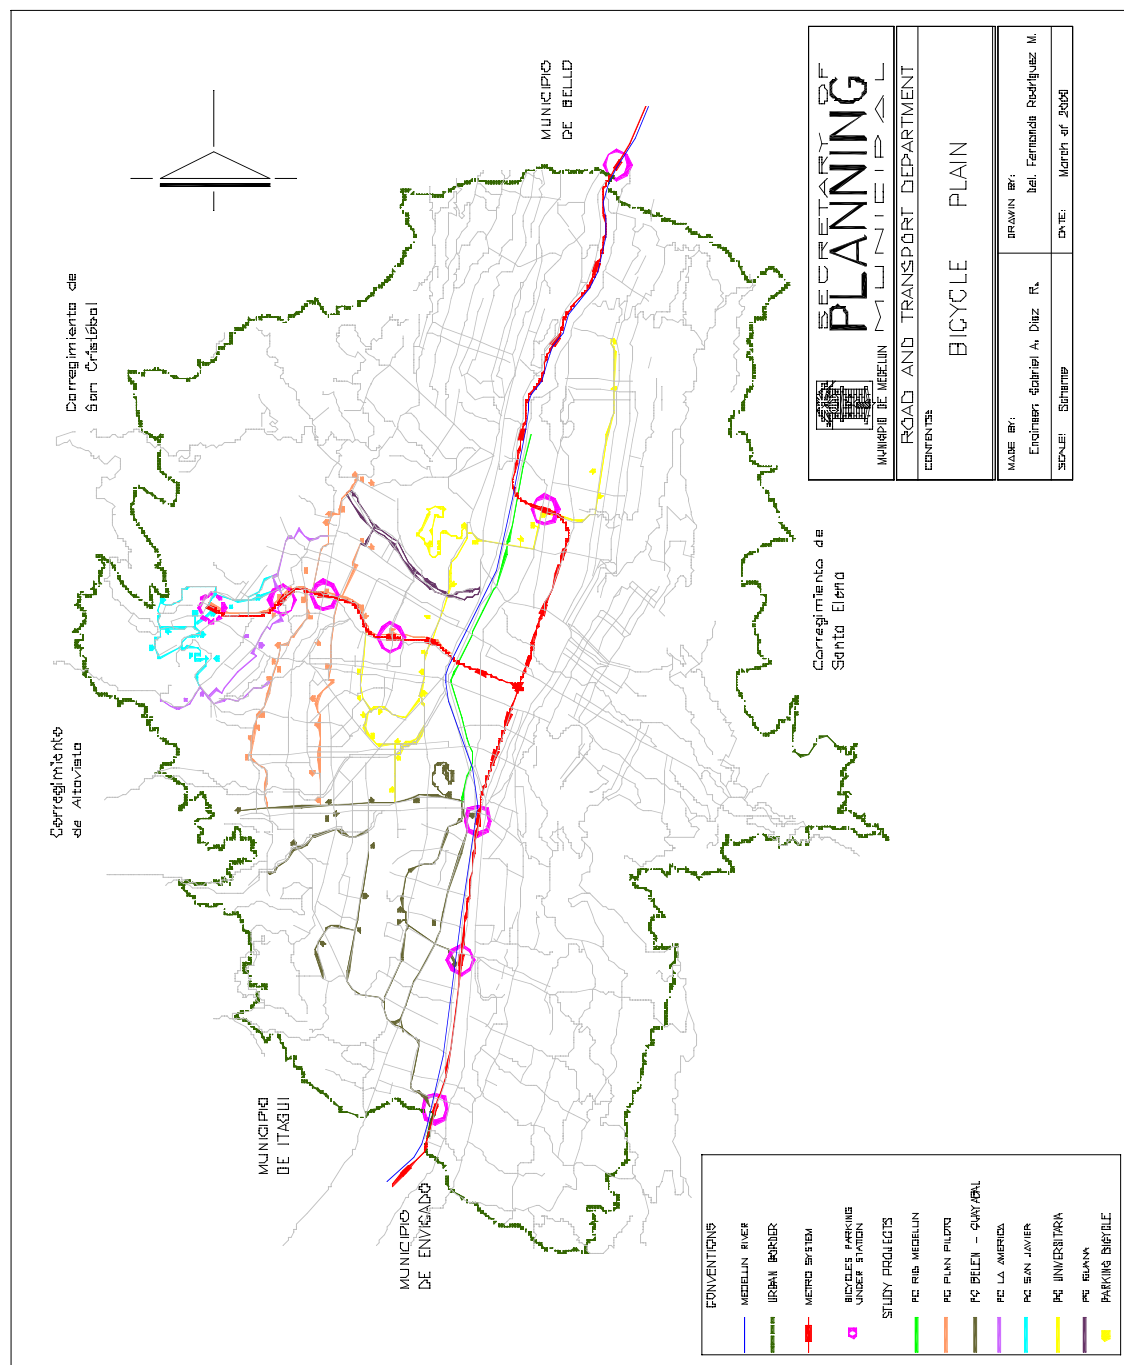 MUNICIPIO
DE BELLO
Corregimiento de
San Cristóbal
Corregimiento
de Altavista
MUNICIPIO
DE ITAGUI
MUNICIPIO
DE ENVIGADO
Corregimiento de
Santa Elena
SECRETARY OF
PLANNING
MUNICIPAL
MUNICIPIO DE MEDELLIN
ROAD AND TRANSPORT DEPARTMENT
CONTENTS:
BICYCLE PLAIN
MADE BY:
Engineer: Gabriel A. Diaz R.
DRAWIN BY:
Del. Fernando Rodriguez M.
SCALE: Scheme
DATE: March of 2000
CONVENTIONS
MEDELLIN RIVER
URBAN BORDER
METRO SYSTEM
BICYCLES PARKING
UNDER STATION
STUDY PROJECTS
PC RIO MEDELLIN
PC PLAN PILOTO
PC BELEN - GUAYABAL
PC LA AMERICA
PC SAN JAVIER
PC UNIVERSITARIA
PC IGUANA
PARKING BICYCLE